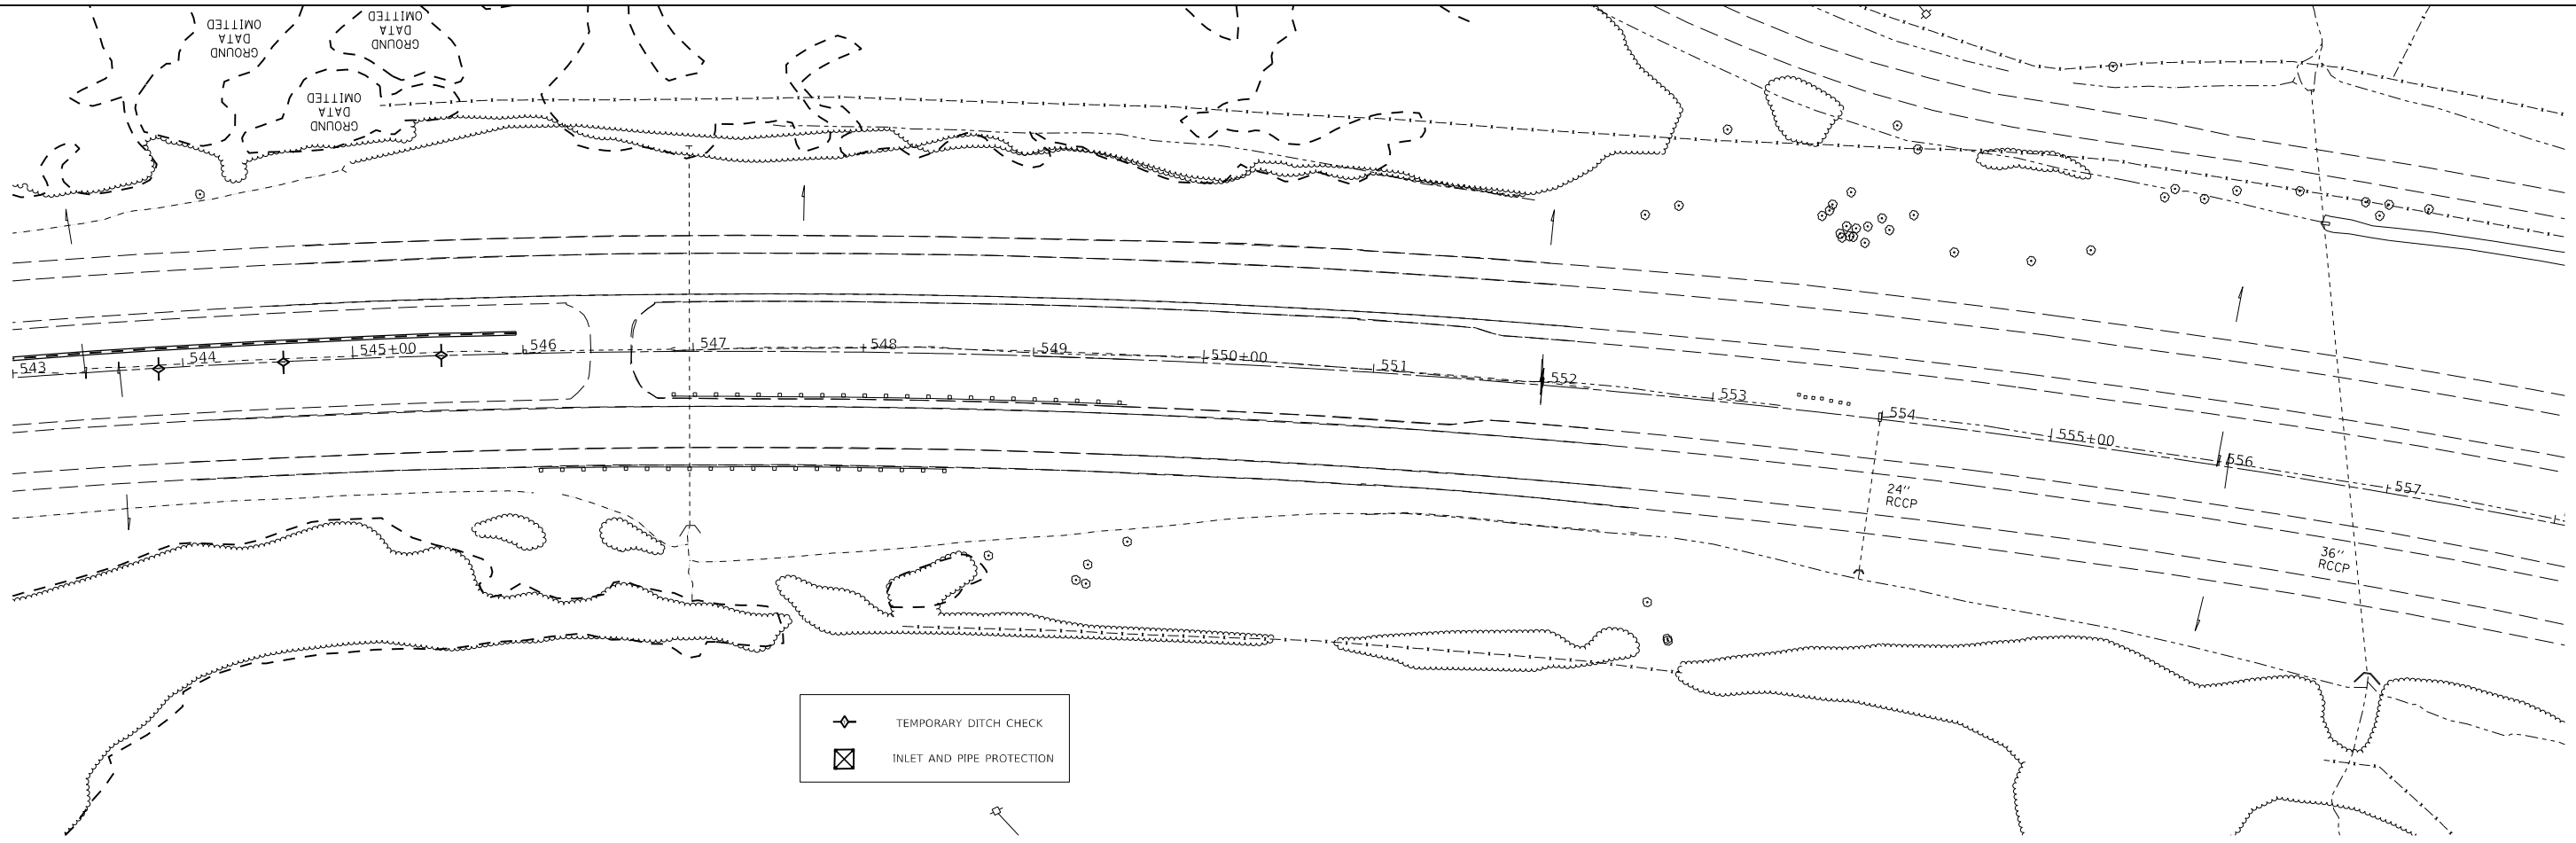 GROUND
DATA
OMITTED
GROUND
DATA
OMITTED
GROUND
DATA
OMITTED
543
544
545+00
546
547
548
549
550+00
551
552
553
554
555+00
556
557
24''
RCCP
36''
RCCP
TEMPORARY DITCH CHECK
INLET AND PIPE PROTECTION